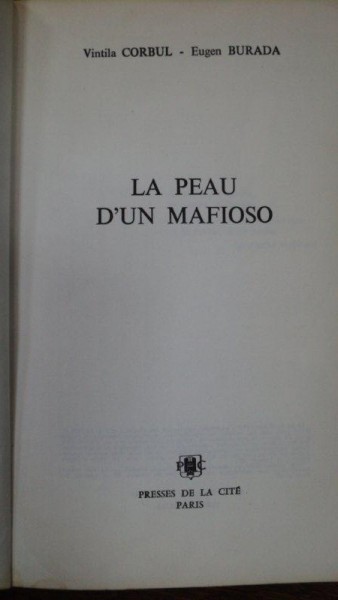 Vintila CORBUL - Eugen BURADA
LA PEAU
D'UN MAFIOSO
PRESSES DE LA CITÉ
PARIS